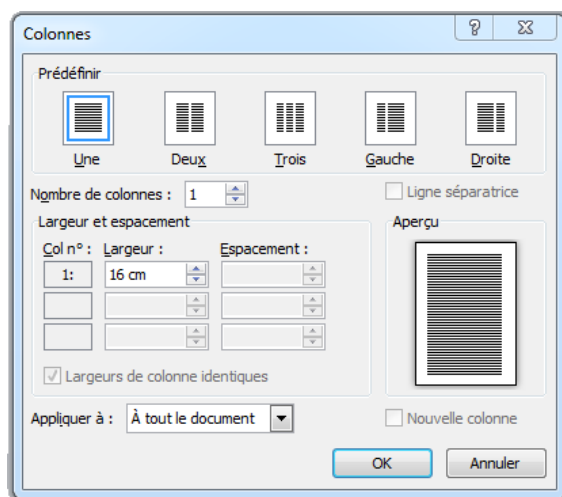 Colonnes
Prédéfinir
Une Deux Trois Gauche Droite
Nombre de colonnes : 1 Ligne séparatrice
Largeur et espacement Aperçu
Col n° : Largeur : Espacement :
1: 16 cm
Largeurs de colonne identiques
Appliquer à : À tout le document Nouvelle colonne
OK Annuler